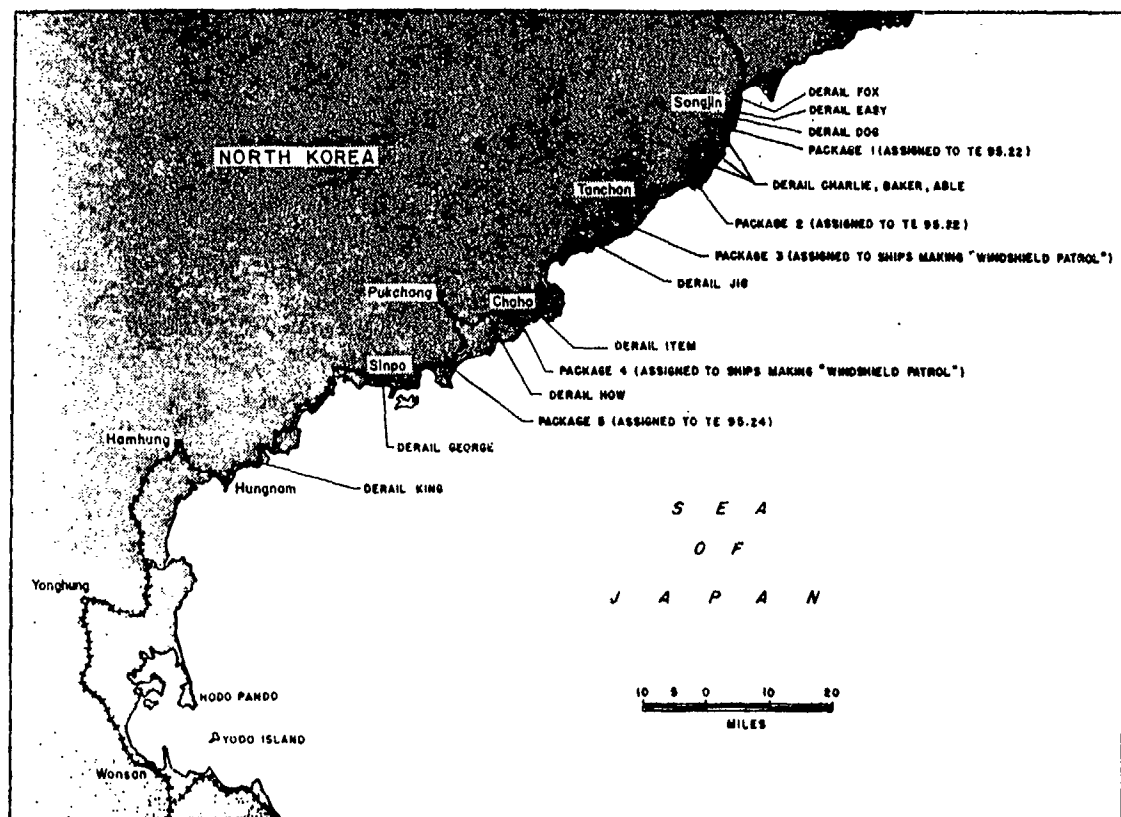 Songjin
DERAIL FOX
DERAIL EASY
DERAIL DOG
PACKAGE 1 (ASSIGNED TO TE 95.22)
NORTH KOREA
DERAIL CHARLIE, BAKER, ABLE
Tanchon
PACKAGE 2 (ASSIGNED TO TE 95.22)
PACKAGE 3 (ASSIGNED TO SHIPS MAKING "WINDSHIELD PATROL")
DERAIL JIG
Pukchong
Chaho
DERAIL ITEM
Sinpo
PACKAGE 4 (ASSIGNED TO SHIPS MAKING "WINDSHIELD PATROL")
DERAIL HOW
PACKAGE 5 (ASSIGNED TO TE 95.24)
Hamhung
DERAIL GEORGE
Hungnam
DERAIL KING
SEA
OF
JAPAN
Yonghung
HODO PANDO
10 5 0 10 20
MILES
YODO ISLAND
Wonsan